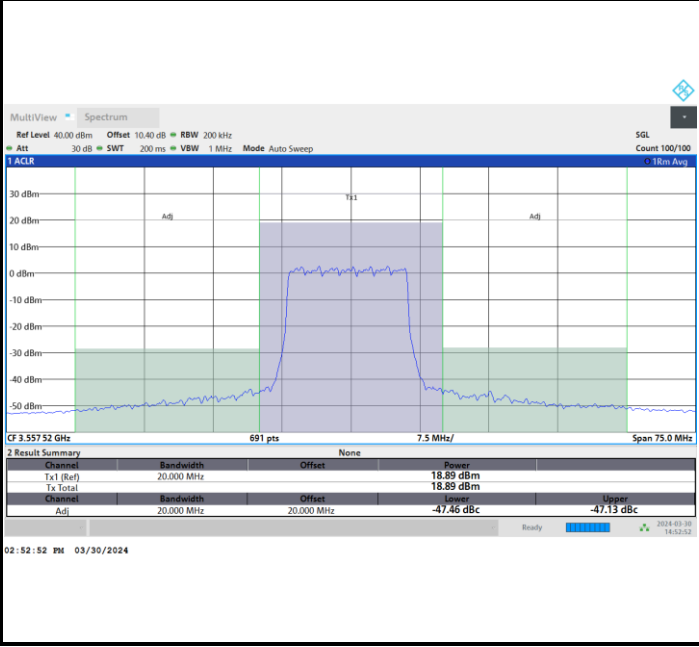 MultiView Spectrum
Ref Level 40.00 dBm Offset 10.40 dB RBW 200 kHz SGL
Att 30 dB SWT 200 ms VBW 1 MHz Mode Auto Sweep Count 100/100
1 ACLR 1Rm Avg
30 dBm
Tx1
20 dBm
Adj Adj
10 dBm
0 dBm
-10 dBm
-20 dBm
-30 dBm
-40 dBm
-50 dBm
CF 3.557 52 GHz 691 pts 7.5 MHz/ Span 75.0 MHz
2 Result Summary None
Channel Bandwidth Offset Power
Tx1 (Ref) 20.000 MHz 18.89 dBm
Tx Total 18.89 dBm
Channel Bandwidth Offset Lower Upper
Adj 20.000 MHz 20.000 MHz -47.46 dBc -47.13 dBc
Ready 2024-03-30
14:52:52
02:52:52 PM 03/30/2024